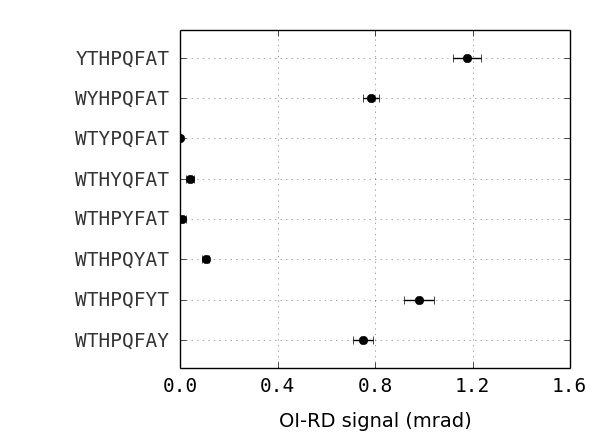 YTHPQFAT
WYHPQFAT
WTYPQFAT
WTHYQFAT
WTHPYFAT
WTHPQYAT
WTHPQFYT
WTHPQFAY
0.0 0.4 0.8 1.2 1.6
OI-RD signal (mrad)